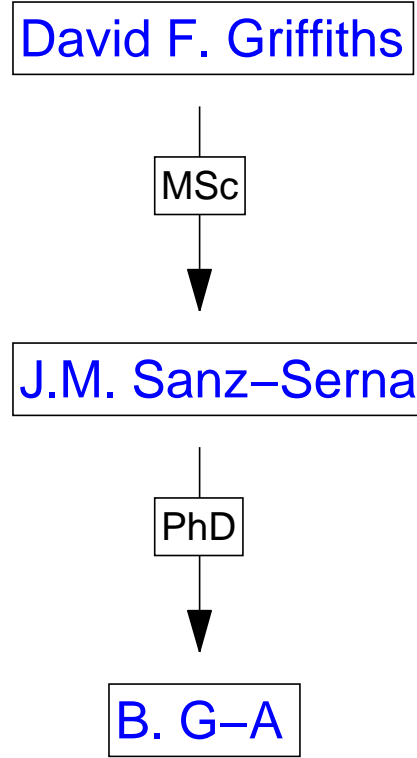 David F. Griffiths
MSc
J.M. Sanz–Serna
PhD
B. G–A